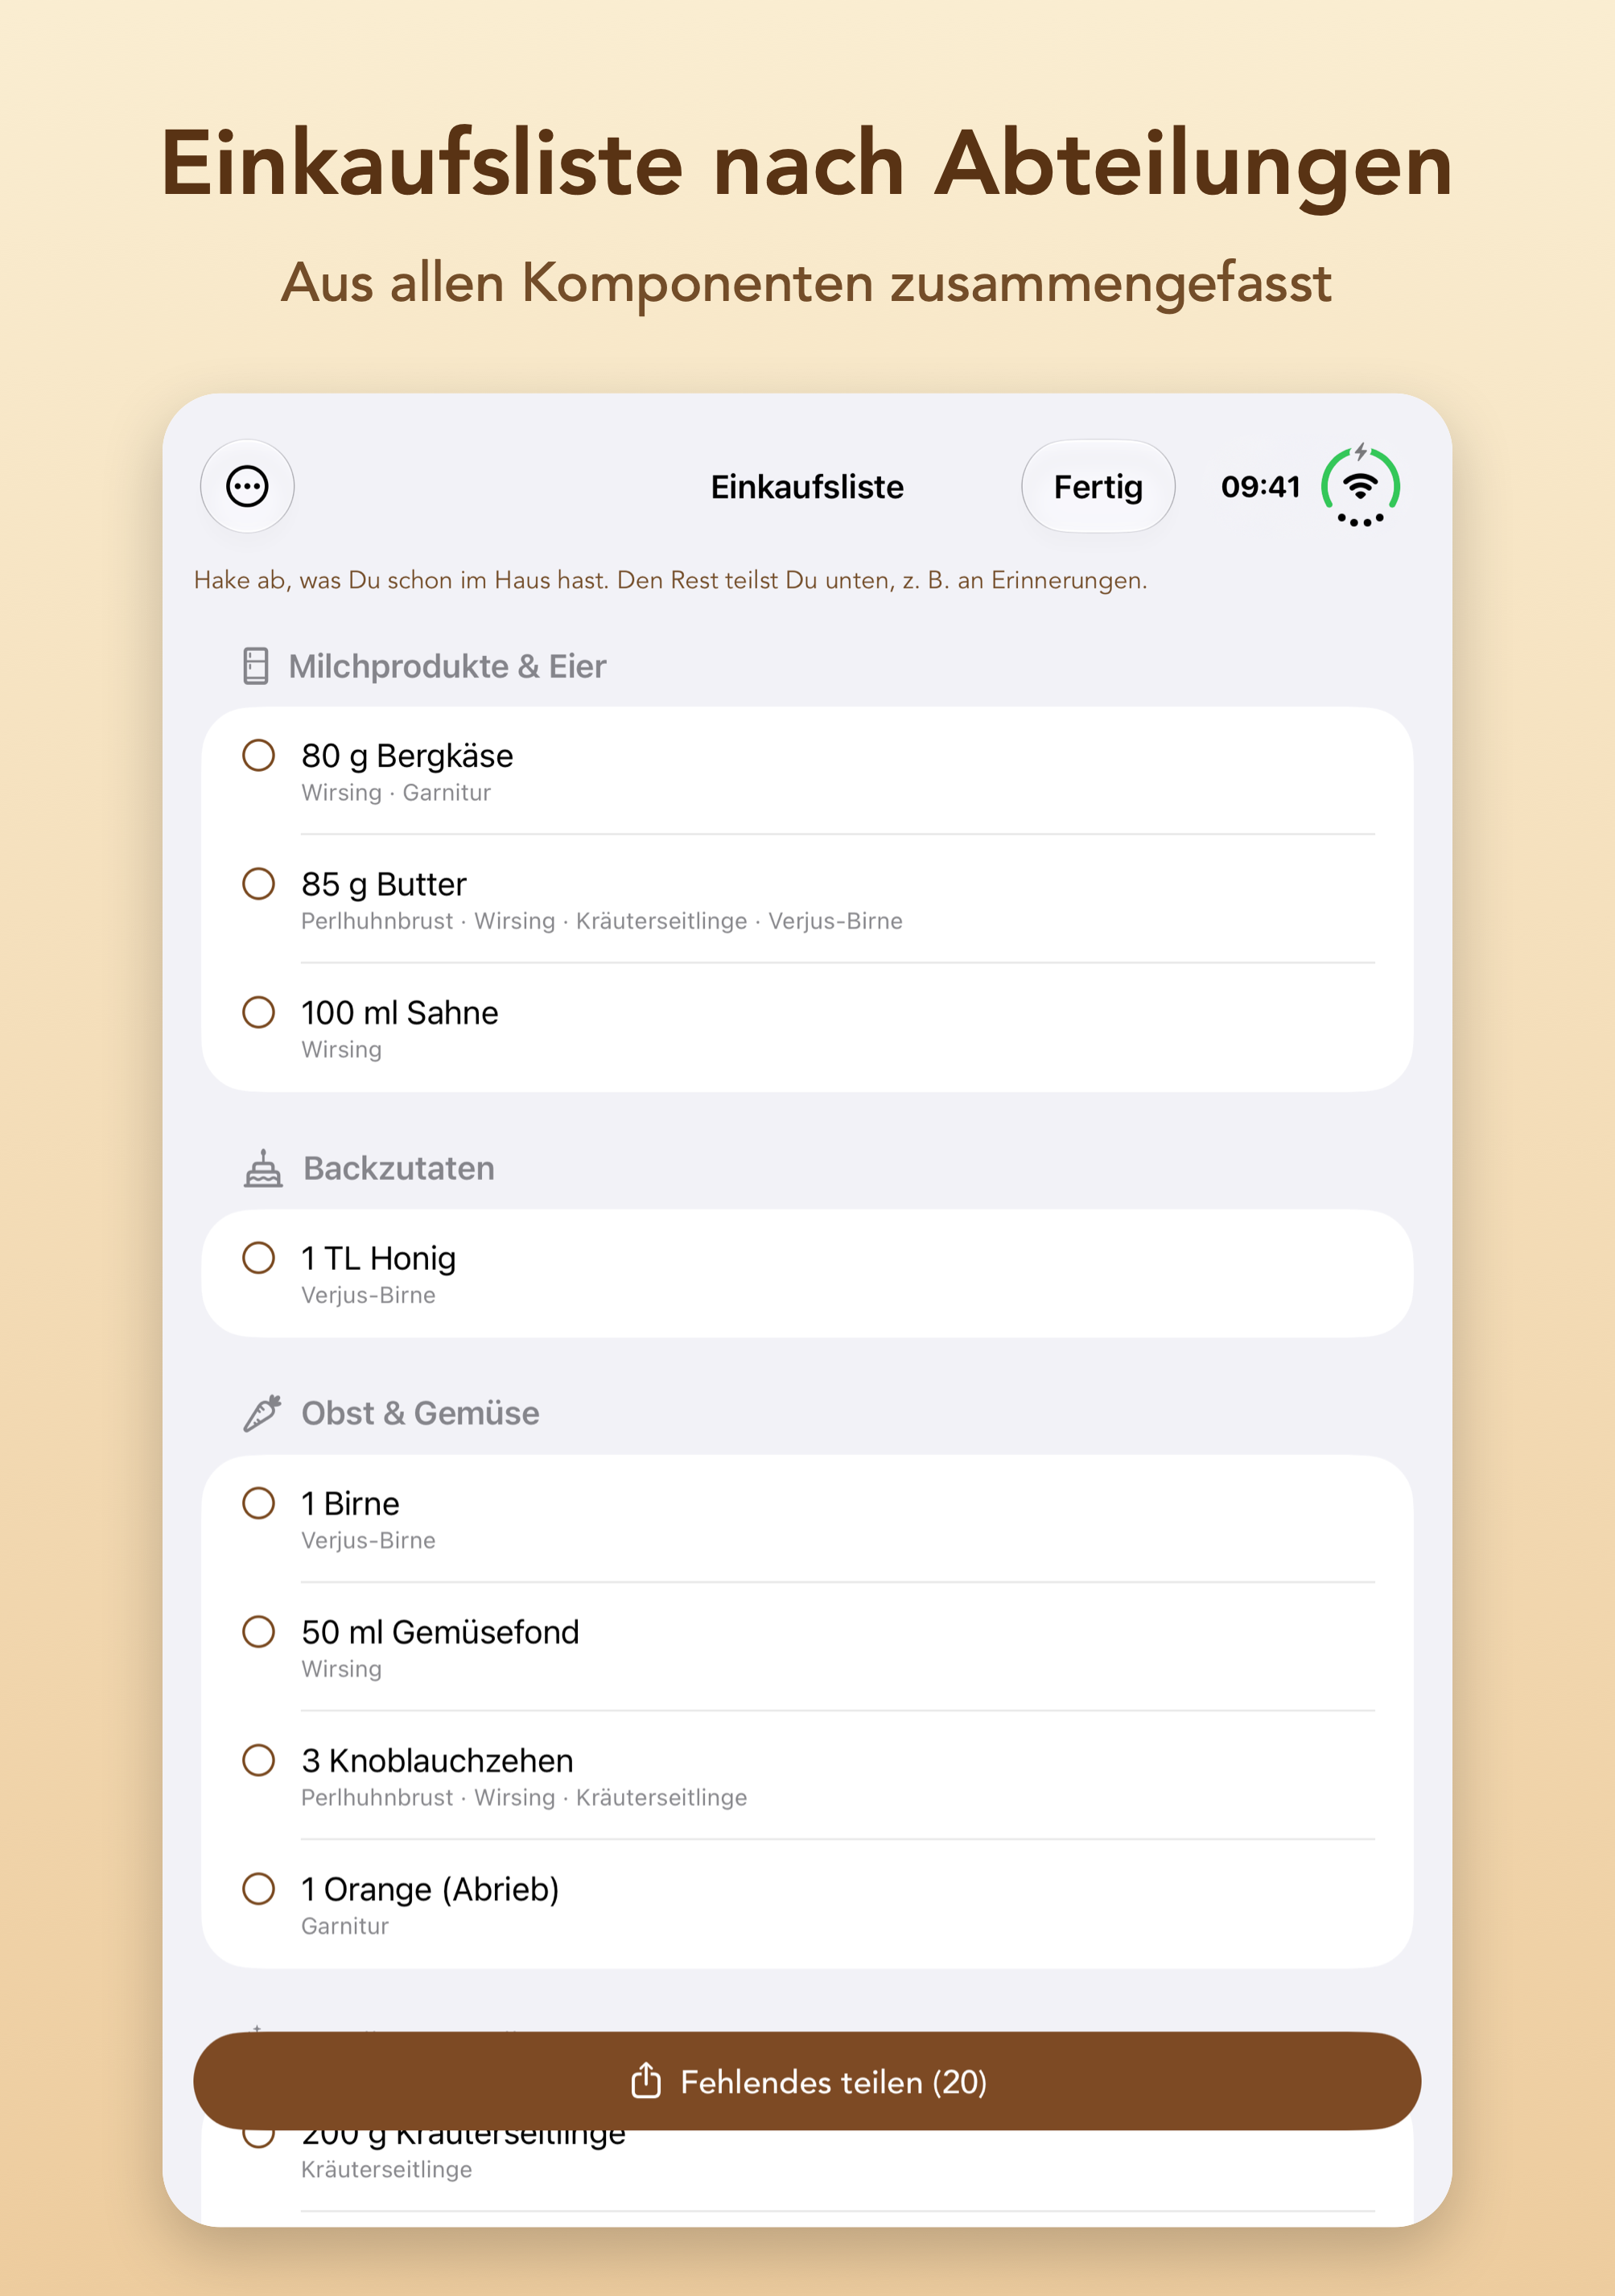 Einkaufsliste nach Abteilungen
Aus allen Komponenten zusammengefasst
Einkaufsliste
Fertig
09:41
Hake ab, was Du schon im Haus hast. Den Rest teilst Du unten, z. B. an Erinnerungen.
Milchprodukte & Eier
80 g Bergkäse
Wirsing · Garnitur
85 g Butter
Perlhuhnbrust · Wirsing · Kräuterseitlinge · Verjus-Birne
100 ml Sahne
Wirsing
Backzutaten
1 TL Honig
Verjus-Birne
Obst & Gemüse
1 Birne
Verjus-Birne
50 ml Gemüsefond
Wirsing
3 Knoblauchzehen
Perlhuhnbrust · Wirsing · Kräuterseitlinge
1 Orange (Abrieb)
Garnitur
Fehlendes teilen (20)
200 g Kräuterseitlinge
Kräuterseitlinge